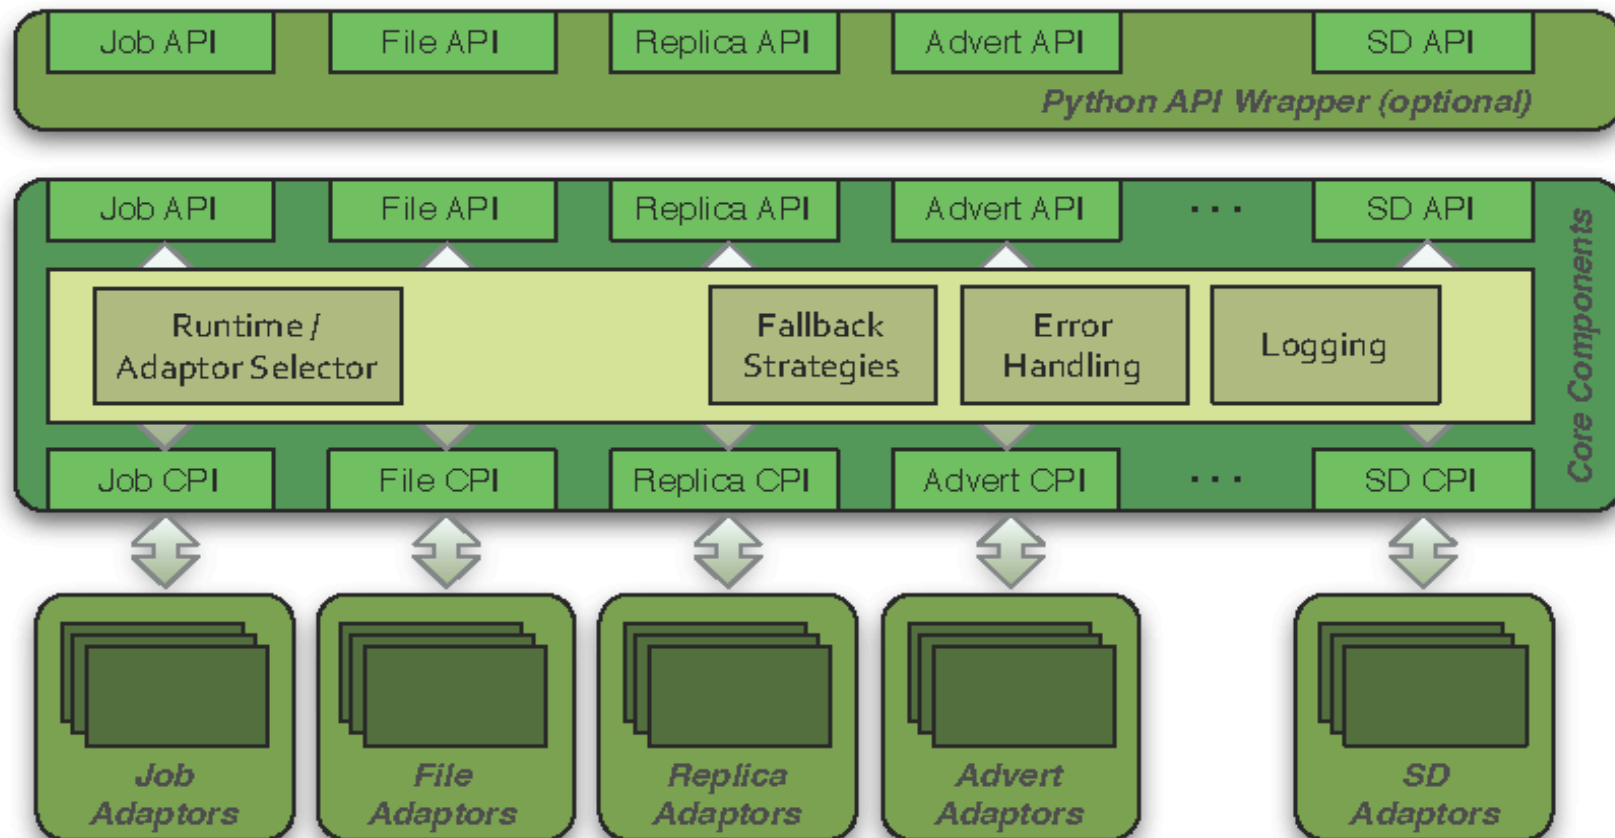 Job API
File API
Replica API
Advert API
SD API
Python API Wrapper (optional)
Job API
File API
Replica API
Advert API
...
SD API
Core Components
Runtime /
Adaptor Selector
Fallback
Strategies
Error
Handling
Logging
Job CPI
File CPI
Replica CPI
Advert CPI
...
SD CPI
Job
Adaptors
File
Adaptors
Replica
Adaptors
Advert
Adaptors
SD
Adaptors